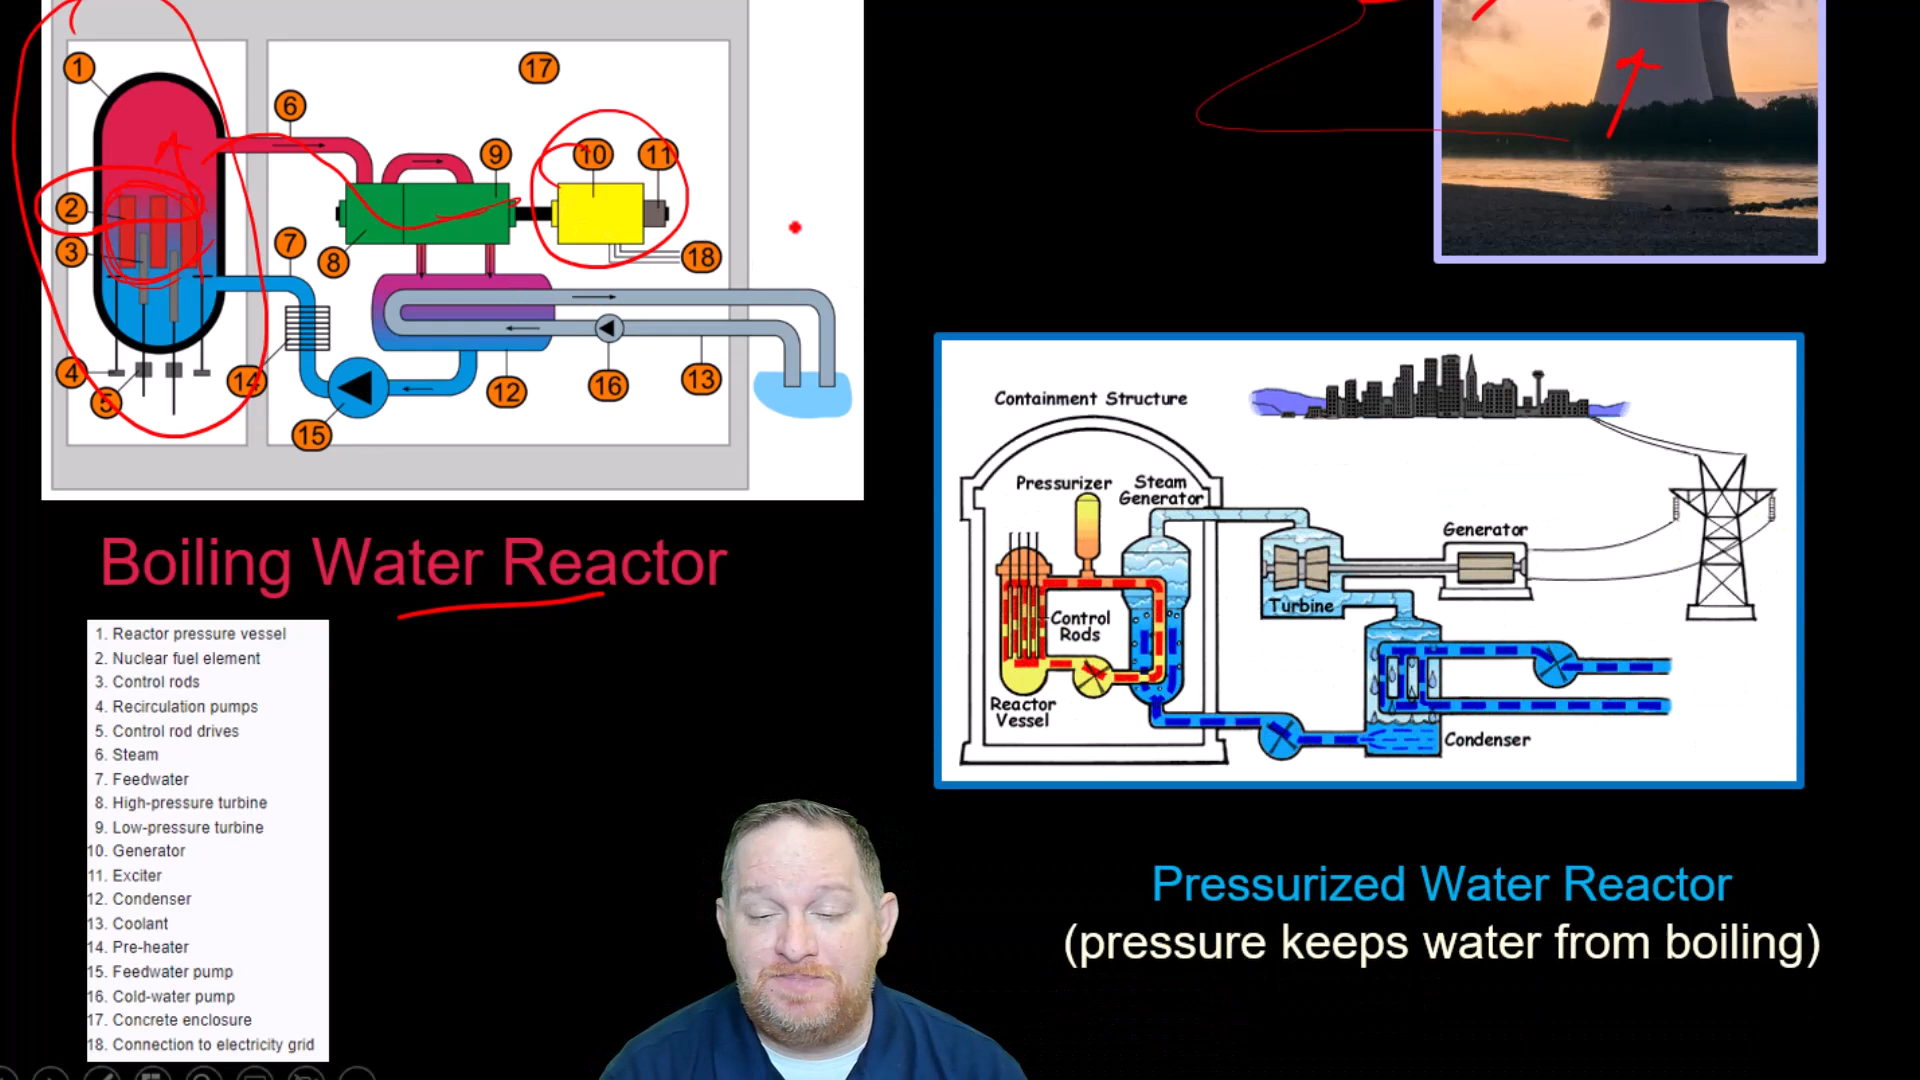 1
17
6
9
10
11
2
3
7
8
18
4
5
14
12
16
13
15
Boiling Water Reactor
1. Reactor pressure vessel
2. Nuclear fuel element
3. Control rods
4. Recirculation pumps
5. Control rod drives
6. Steam
7. Feedwater
8. High-pressure turbine
9. Low-pressure turbine
10. Generator
11. Exciter
12. Condenser
13. Coolant
14. Pre-heater
15. Feedwater pump
16. Cold-water pump
17. Concrete enclosure
18. Connection to electricity grid
Containment Structure
Pressurizer
Steam
Generator
Control
Rods
Reactor
Vessel
Turbine
Generator
Condenser
Pressurized Water Reactor
(pressure keeps water from boiling)